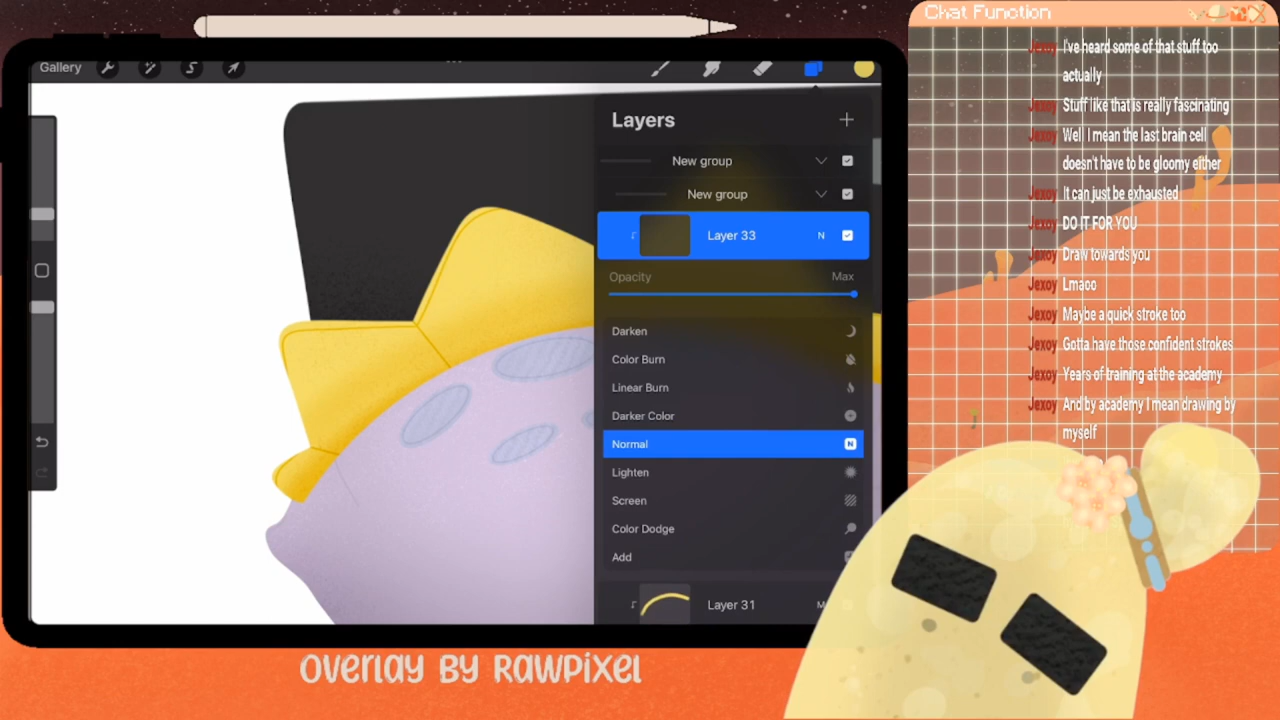 Chat Function
Gallery
Layers
New group
New group
Layer 33
N
Opacity
Max
Darken
Color Burn
Linear Burn
Darker Color
Normal
N
Lighten
Screen
Color Dodge
Add
Layer 31
M
Jexoy I've heard some of that stuff too
actually
Jexoy Stuff like that is really fascinating
Jexoy Well I mean the last brain cell
doesn't have to be gloomy either
Jexoy It can just be exhausted
Jexoy DO IT FOR YOU
Jexoy Draw towards you
Jexoy Lmaoo
Jexoy Maybe a quick stroke too
Jexoy Gotta have those confident strokes
Jexoy Years of training at the academy
Jexoy And by academy I mean drawing by
myself
Overlay by Rawpixel